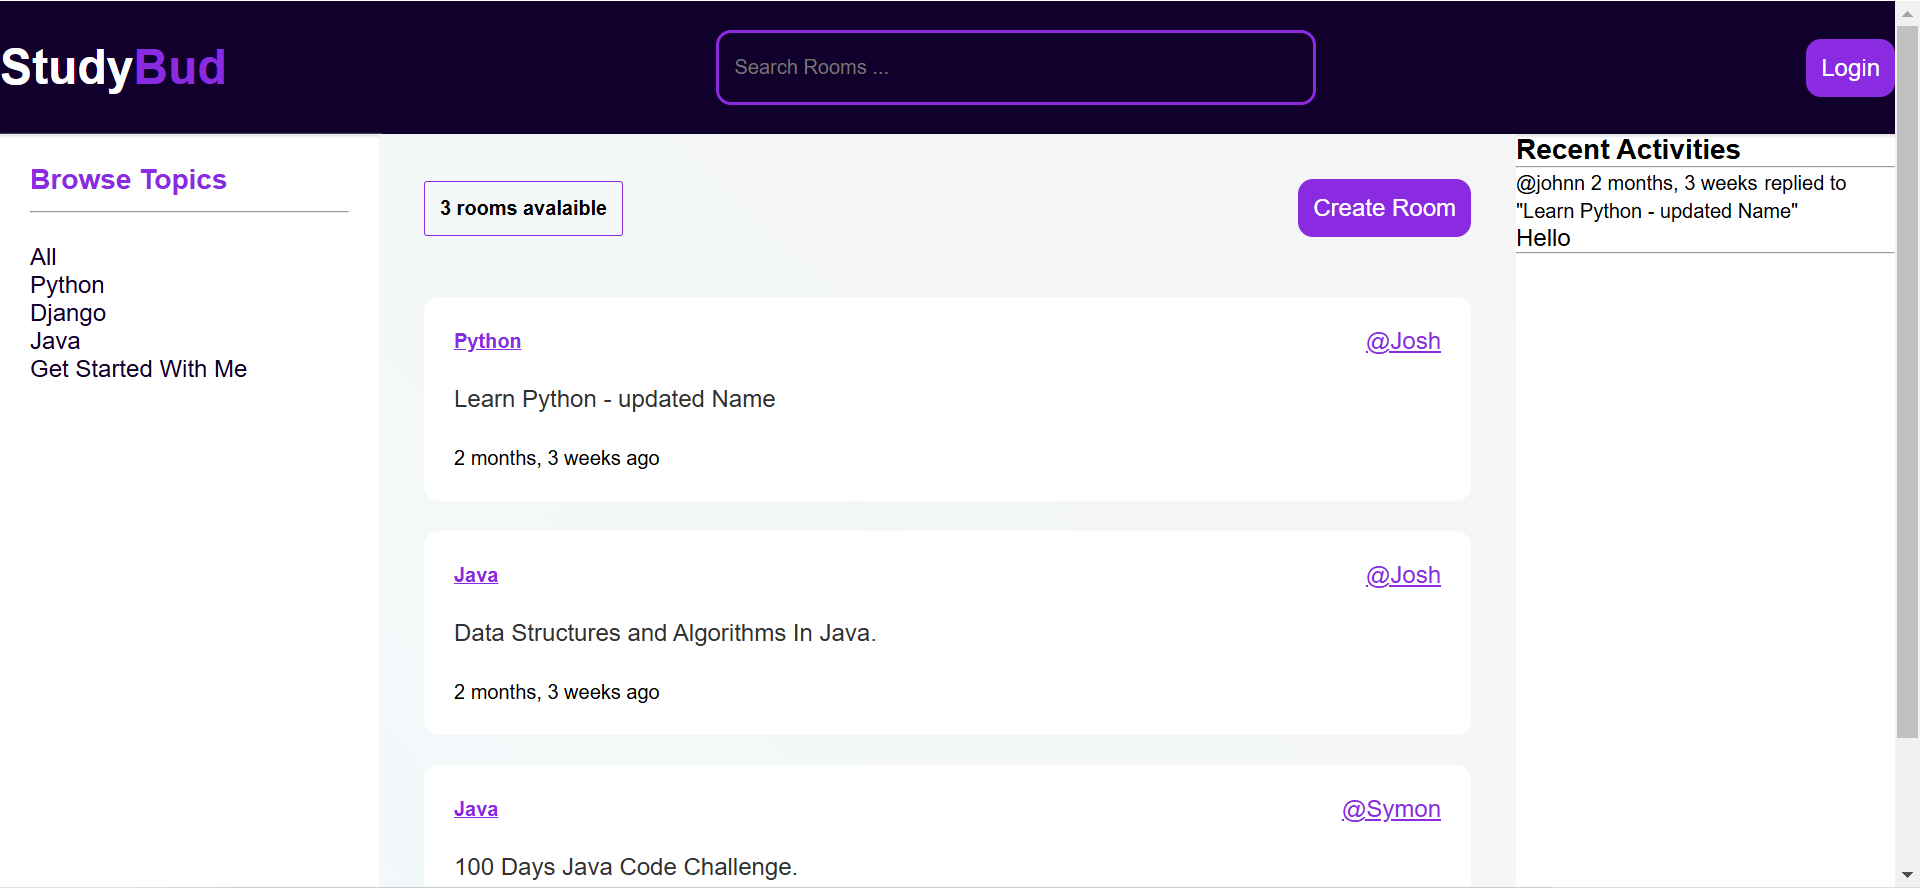 StudyBud
Search Rooms ...
Login
Browse Topics
All
Python
Django
Java
Get Started With Me
3 rooms avalaible
Create Room
Python
@Josh
Learn Python - updated Name
2 months, 3 weeks ago
Java
@Josh
Data Structures and Algorithms In Java.
2 months, 3 weeks ago
Java
@Symon
100 Days Java Code Challenge.
Recent Activities
@johnn 2 months, 3 weeks replied to
"Learn Python - updated Name"
Hello